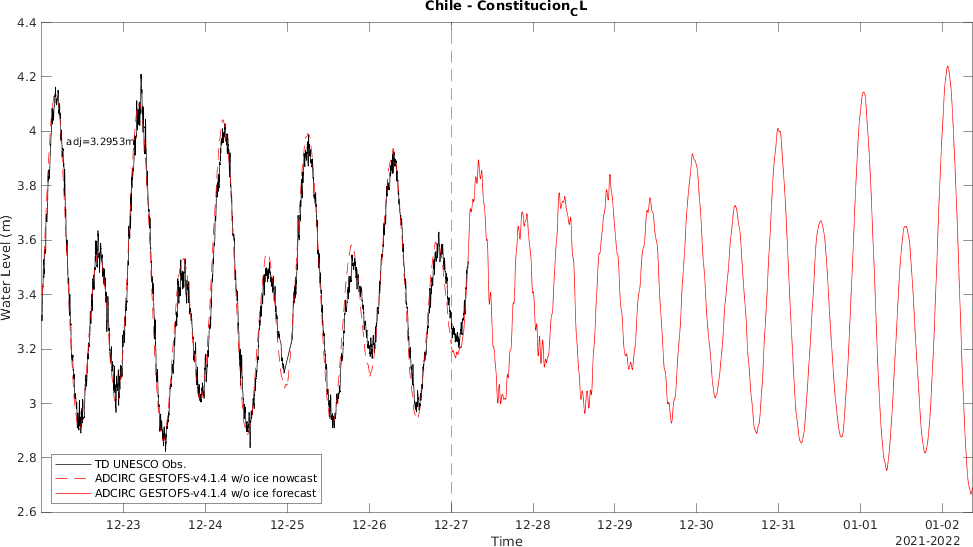 Chile - Constitucion_CL
4.4
4.2
4
3.8
3.6
3.4
3.2
3
2.8
2.6
Water Level (m)
adj=3.2953m
TD UNESCO Obs.
ADCIRC GESTOFS-v4.1.4 w/o ice nowcast
ADCIRC GESTOFS-v4.1.4 w/o ice forecast
12-23 12-24 12-25 12-26 12-27 12-28 12-29 12-30 12-31 01-01 01-02
Time
2021-2022